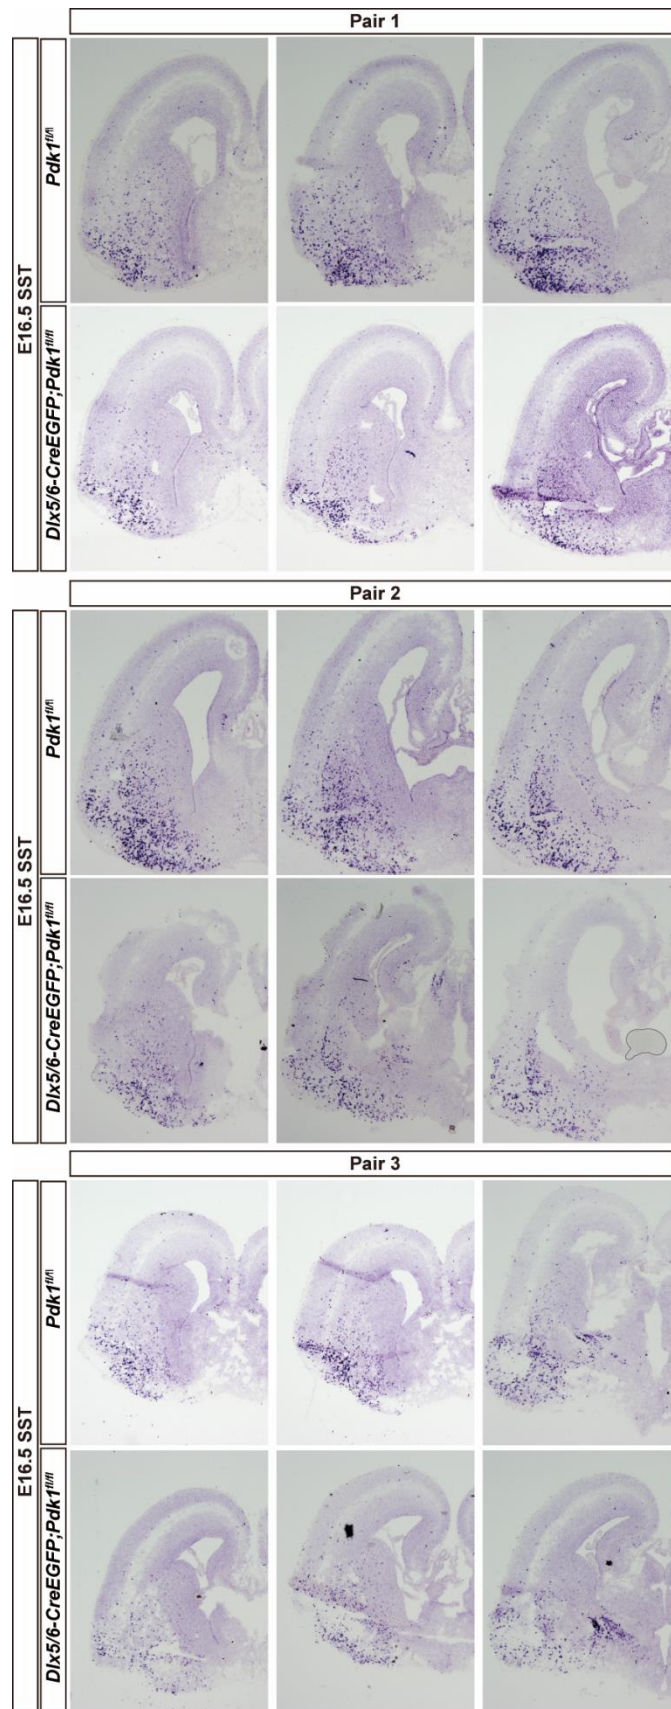 Pair 1
E16.5 SST
Pdk1fl/fl
Dlx5/6-CreEGFP;Pdk1fl/fl
Pair 2
E16.5 SST
Pdk1fl/fl
Dlx5/6-CreEGFP;Pdk1fl/fl
Pair 3
E16.5 SST
Pdk1fl/fl
Dlx5/6-CreEGFP;Pdk1fl/fl